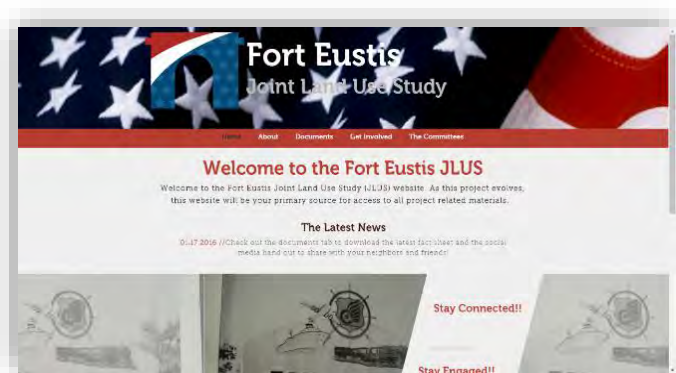 Fort Eustis
Joint Land Use Study
Home About Documents Get Involved The Committees
Welcome to the Fort Eustis JLUS
Welcome to the Fort Eustis Joint Land Use Study (JLUS) website. As this project evolves,
this website will be your primary source for access to all project related materials.
The Latest News
01.17.2016 //Check out the documents tab to download the latest fact sheet and the social
media hand out to share with your neighbors and friends!
Stay Connected!!
Stay Engaged!!